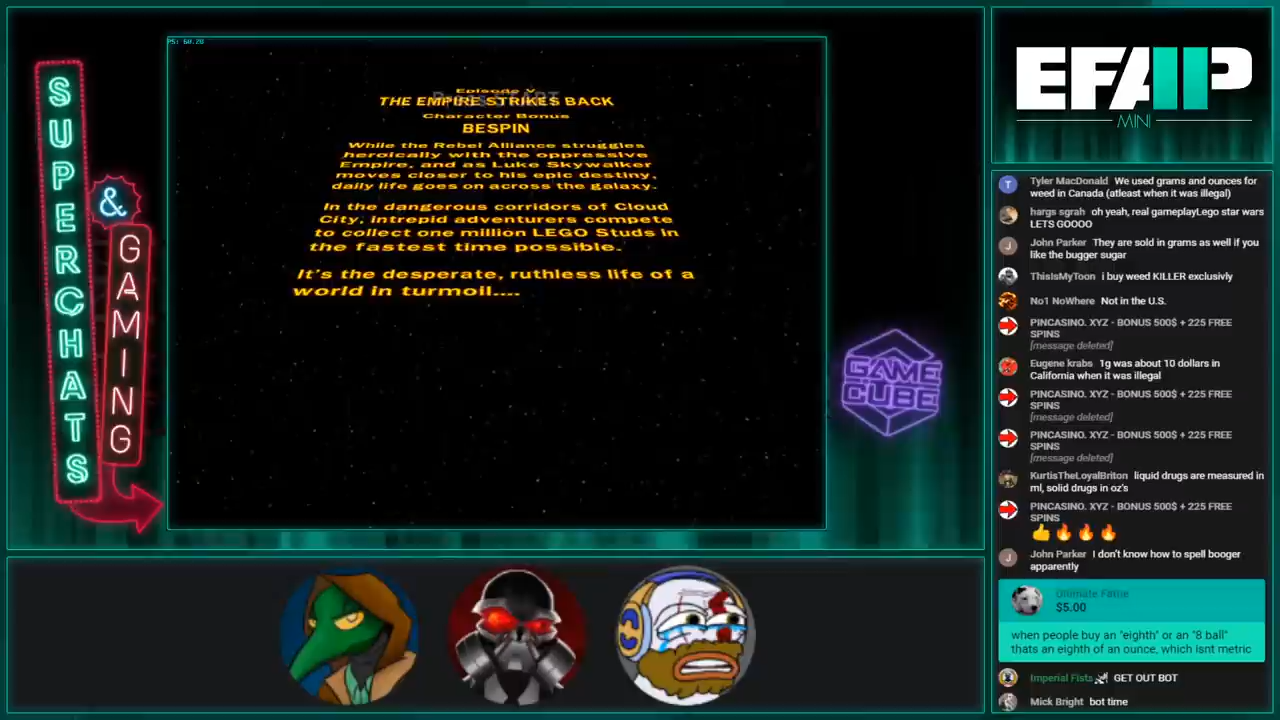 PS: 60.20
Episode V
THE EMPIRE STRIKES BACK
Character Bonus
BESPIN
While the Rebel Alliance struggles
heroically with the oppressive
Empire, and as Luke Skywalker
moves closer to his epic destiny,
daily life goes on across the galaxy.
In the dangerous corridors of Cloud
City, intrepid adventurers compete
to collect one million LEGO Studs in
the fastest time possible.
It's the desperate, ruthless life of a
world in turmoil....
SUPERCHATS
&
GAMING
GAME
CUBE
EFAP
MINI
Tyler MacDonald We used grams and ounces for
weed in Canada (atleast when it was illegal)
hargs sgrah oh yeah, real gameplayLego star wars
LETS GOOOO
John Parker They are sold in grams as well if you
like the bugger sugar
ThisIsMyToon i buy weed KILLER exclusivly
No1 NoWhere Not in the U.S.
PINCASINO. XYZ - BONUS 500$ + 225 FREE
SPINS
[message deleted]
Eugene krabs 1g was about 10 dollars in
California when it was illegal
PINCASINO. XYZ - BONUS 500$ + 225 FREE
SPINS
[message deleted]
PINCASINO. XYZ - BONUS 500$ + 225 FREE
SPINS
[message deleted]
KurtisTheLoyalBriton liquid drugs are measured in
ml, solid drugs in oz's
PINCASINO. XYZ - BONUS 500$ + 225 FREE
SPINS
👍🔥🔥🔥
John Parker I don't know how to spell booger
apparently
Ultimate
$5.00
when people buy an "eighth" or an "8 ball"
thats an eighth of an ounce, which isnt metric
Imperial Fists GET OUT BOT
Mick Bright bot time